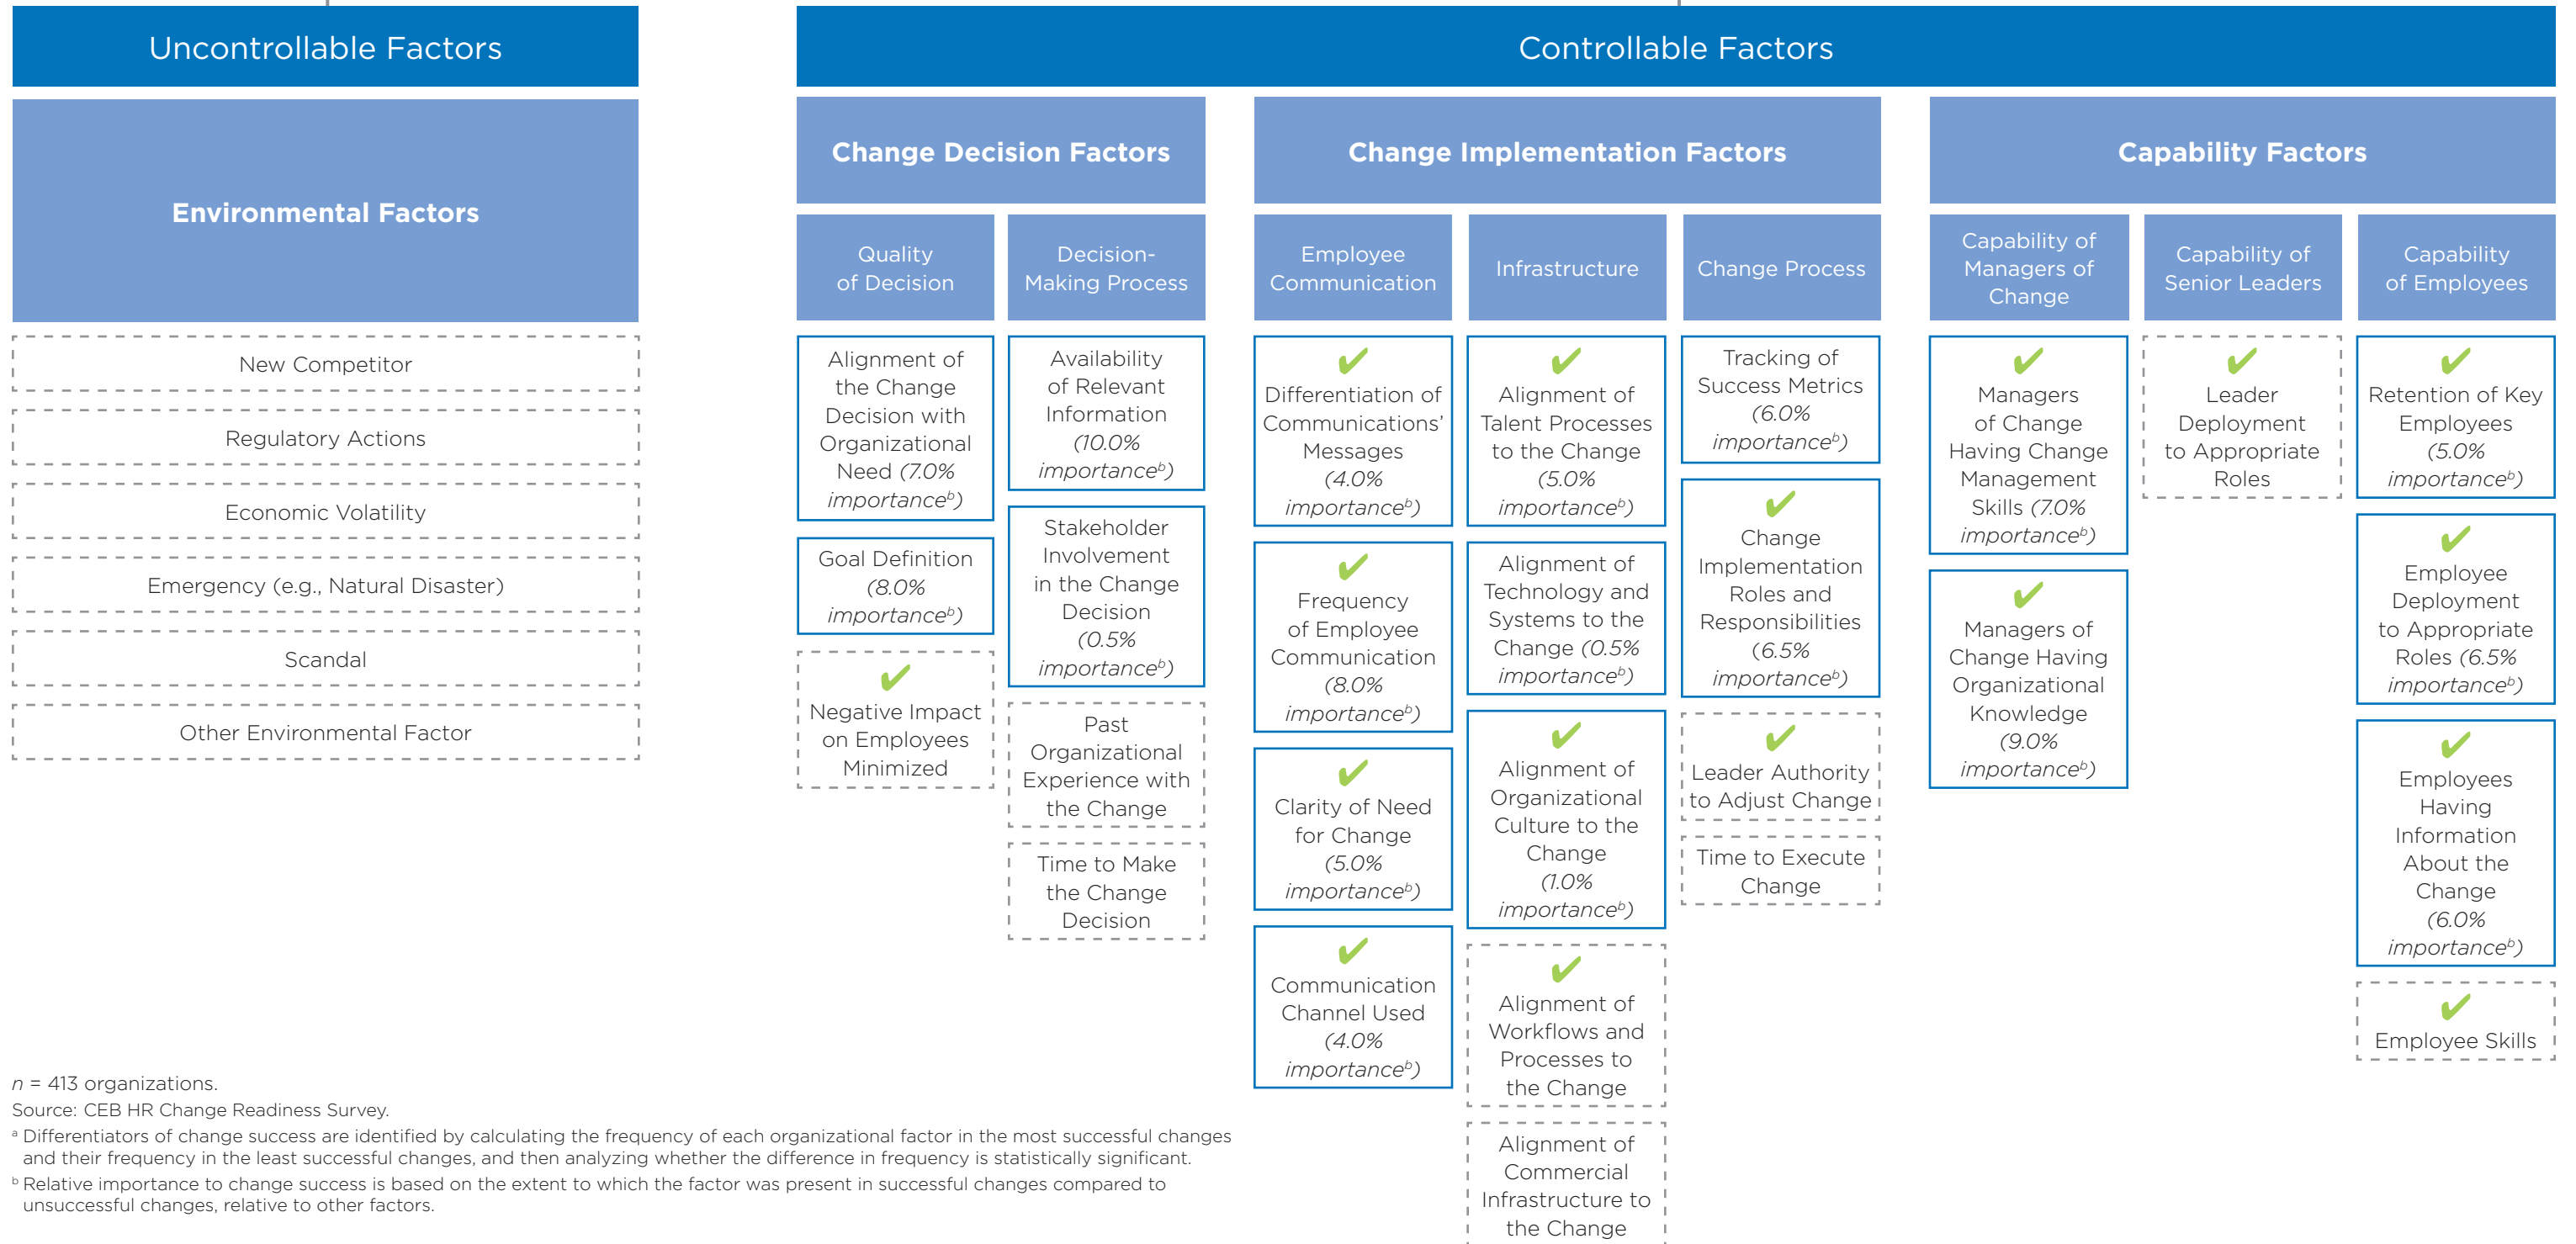 Uncontrollable Factors
Environmental Factors
New Competitor
Regulatory Actions
Economic Volatility
Emergency (e.g., Natural Disaster)
Scandal
Other Environmental Factor
Controllable Factors
Change Decision Factors
Quality
of Decision
Alignment of
the Change
Decision with
Organizational
Need (7.0%
importanceᵇ)
Goal Definition
(8.0%
importanceᵇ)
✔
Negative Impact
on Employees
Minimized
Decision-
Making Process
Availability
of Relevant
Information
(10.0%
importanceᵇ)
Stakeholder
Involvement
in the Change
Decision
(0.5%
importanceᵇ)
Past
Organizational
Experience with
the Change
Time to Make
the Change
Decision
Change Implementation Factors
Employee
Communication
✔
Differentiation of
Communications’
Messages
(4.0%
importanceᵇ)
✔
Frequency
of Employee
Communication
(8.0%
importanceᵇ)
✔
Clarity of Need
for Change
(5.0%
importanceᵇ)
✔
Communication
Channel Used
(4.0%
importanceᵇ)
Infrastructure
✔
Alignment of
Talent Processes
to the Change
(5.0%
importanceᵇ)
Alignment of
Technology and
Systems to the
Change (0.5%
importanceᵇ)
✔
Alignment of
Organizational
Culture to the
Change
(1.0%
importanceᵇ)
✔
Alignment of
Workflows and
Processes to
the Change
Alignment of
Commercial
Infrastructure to
the Change
Change Process
Tracking of
Success Metrics
(6.0%
importanceᵇ)
✔
Change
Implementation
Roles and
Responsibilities
(6.5%
importanceᵇ)
✔
Leader Authority
to Adjust Change
Time to Execute
Change
Capability Factors
Capability of
Managers of
Change
✔
Managers
of Change
Having Change
Management
Skills (7.0%
importanceᵇ)
✔
Managers of
Change Having
Organizational
Knowledge
(9.0%
importanceᵇ)
Capability of
Senior Leaders
✔
Leader
Deployment
to Appropriate
Roles
Capability
of Employees
✔
Retention of Key
Employees
(5.0%
importanceᵇ)
✔
Employee
Deployment
to Appropriate
Roles (6.5%
importanceᵇ)
✔
Employees
Having
Information
About the
Change
(6.0%
importanceᵇ)
✔
Employee Skills
n = 413 organizations.
Source: CEB HR Change Readiness Survey.
ᵃ Differentiators of change success are identified by calculating the frequency of each organizational factor in the most successful changes
and their frequency in the least successful changes, and then analyzing whether the difference in frequency is statistically significant.
ᵇ Relative importance to change success is based on the extent to which the factor was present in successful changes compared to
unsuccessful changes, relative to other factors.